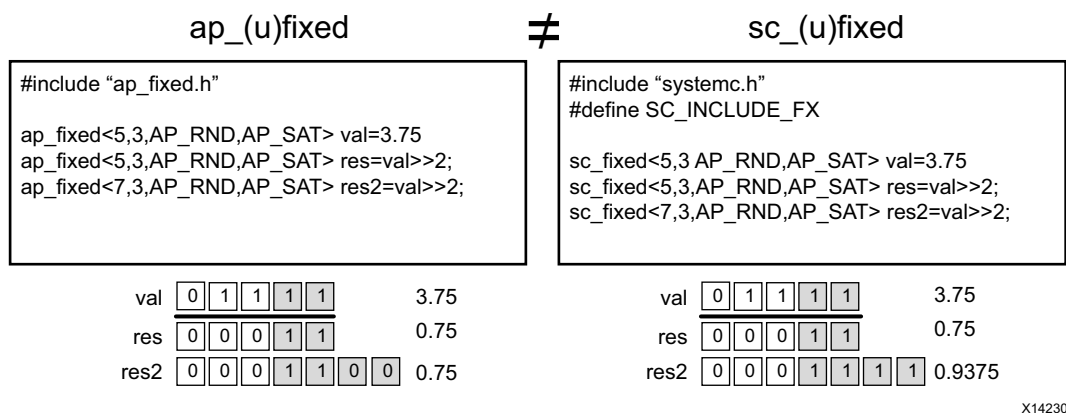 ap_(u)fixed ≠ sc_(u)fixed
#include “ap_fixed.h”
ap_fixed<5,3,AP_RND,AP_SAT> val=3.75
ap_fixed<5,3,AP_RND,AP_SAT> res=val>>2;
ap_fixed<7,3,AP_RND,AP_SAT> res2=val>>2;
#include “systemc.h”
#define SC_INCLUDE_FX
sc_fixed<5,3 AP_RND,AP_SAT> val=3.75
sc_fixed<5,3,AP_RND,AP_SAT> res=val>>2;
sc_fixed<7,3,AP_RND,AP_SAT> res2=val>>2;
val 0 1 1 1 1 3.75
res 0 0 0 1 1 0.75
res2 0 0 0 1 1 0 0 0.75
val 0 1 1 1 1 3.75
res 0 0 0 1 1 0.75
res2 0 0 0 1 1 1 1 0.9375
X14230